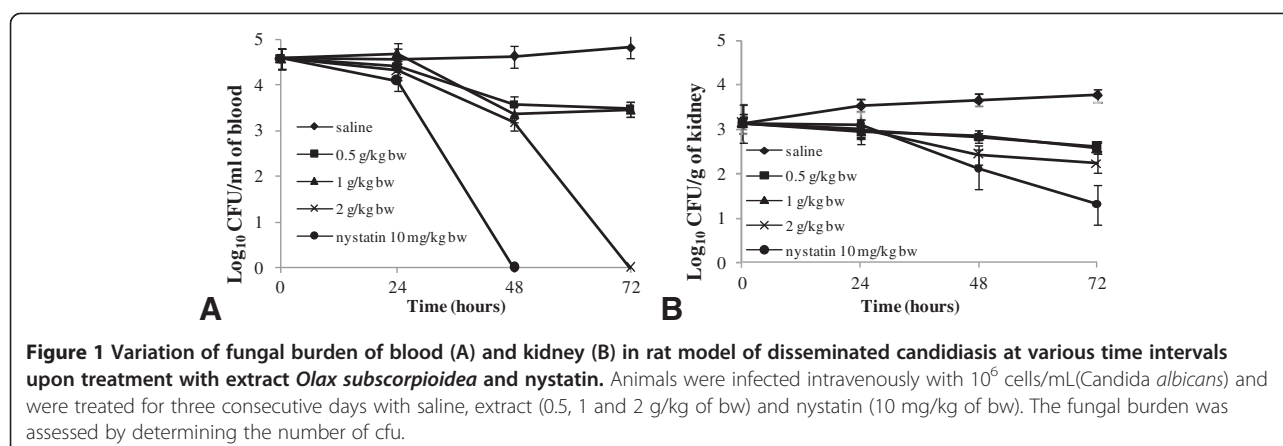 5
4
3
2
1
0
Log10 CFU/ml of blood
saline
0.5 g/kg bw
1 g/kg bw
2 g/kg bw
nystatin 10 mg/kg bw
0 24 48 72
Time (hours)
A
5
4
3
2
1
0
Log10 CFU/g of kidney
saline
0.5 g/kg bw
1 g/kg bw
2 g/kg bw
nystatin 10 mg/kg bw
0 24 48 72
Time (hours)
B
Figure 1 Variation of fungal burden of blood (A) and kidney (B) in rat model of disseminated candidiasis at various time intervals
upon treatment with extract Olax subscorpioidea and nystatin. Animals were infected intravenously with 10⁶ cells/mL(Candida albicans) and
were treated for three consecutive days with saline, extract (0.5, 1 and 2 g/kg of bw) and nystatin (10 mg/kg of bw). The fungal burden was
assessed by determining the number of cfu.